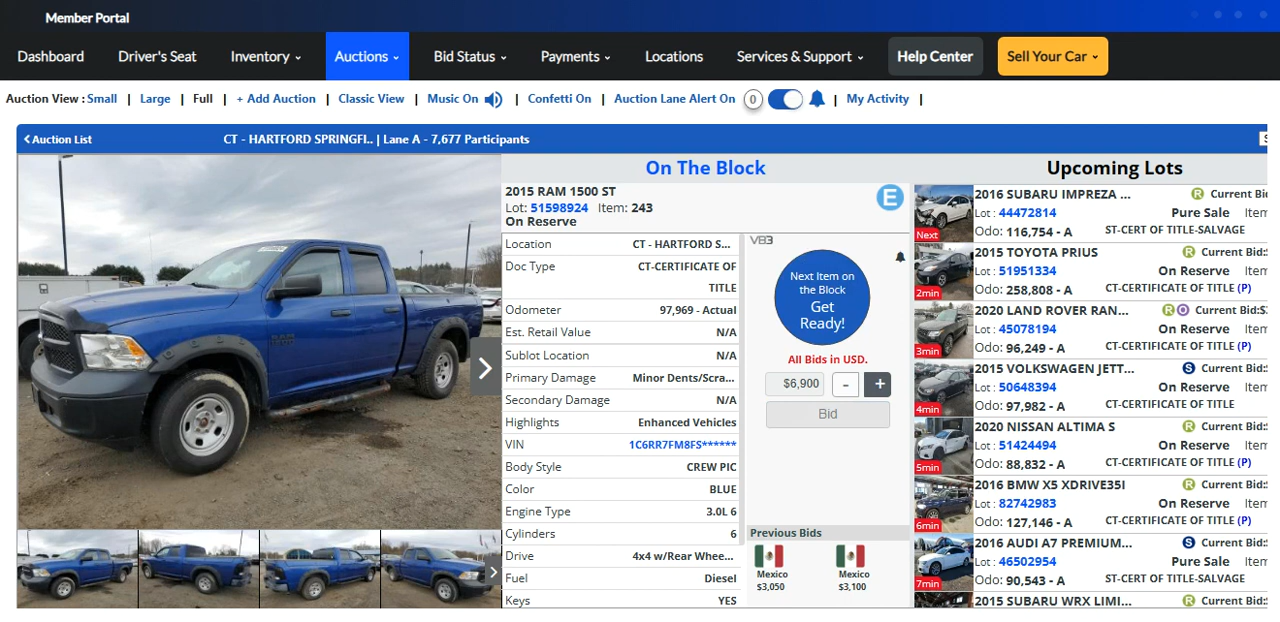 Member Portal
Dashboard Driver's Seat Inventory Auctions Bid Status Payments Locations Services & Support Help Center Sell Your Car
Auction View : Small | Large | Full | + Add Auction | Classic View | Music On | Confetti On | Auction Lane Alert On 0 | My Activity |
Auction List CT - HARTFORD SPRINGFI.. | Lane A - 7,677 Participants
On The Block
2015 RAM 1500 ST
Lot: 51598924 Item: 243
On Reserve
E
Location CT - HARTFORD S...
Doc Type CT-CERTIFICATE OF
TITLE
Odometer 97,969 - Actual
Est. Retail Value N/A
Sublot Location N/A
Primary Damage Minor Dents/Scra...
Secondary Damage N/A
Highlights Enhanced Vehicles
VIN 1C6RR7FM8FS******
Body Style CREW PIC
Color BLUE
Engine Type 3.0L 6
Cylinders 6
Drive 4x4 w/Rear Whee...
Fuel Diesel
Keys YES
VB3
Next Item on
the Block
Get
Ready!
All Bids in USD.
$6,900 - +
Bid
Previous Bids
Mexico Mexico
$3,050 $3,100
Upcoming Lots
2016 SUBARU IMPREZA ... R Current Bid
Lot : 44472814 Pure Sale Item
Odo: 116,754 - A ST-CERT OF TITLE-SALVAGE
Next
2015 TOYOTA PRIUS R Current Bid:
Lot : 51951334 On Reserve Item
Odo: 258,808 - A CT-CERTIFICATE OF TITLE (P)
2min
2020 LAND ROVER RAN... R O Current Bid:$
Lot : 45078194 On Reserve Item
Odo: 96,249 - A CT-CERTIFICATE OF TITLE (P)
3min
2015 VOLKSWAGEN JETT... S Current Bid:
Lot : 50648394 On Reserve Item
Odo: 97,982 - A CT-CERTIFICATE OF TITLE
4min
2020 NISSAN ALTIMA S R Current Bid:
Lot : 51424494 On Reserve Item
Odo: 88,832 - A CT-CERTIFICATE OF TITLE (P)
5min
2016 BMW X5 XDRIVE35I R Current Bid:
Lot : 82742983 On Reserve Item
Odo: 127,146 - A CT-CERTIFICATE OF TITLE (P)
6min
2016 AUDI A7 PREMIUM... S Current Bid:
Lot : 46502954 Pure Sale Item
Odo: 90,543 - A ST-CERT OF TITLE-SALVAGE
7min
2015 SUBARU WRX LIMI... R Current Bid: